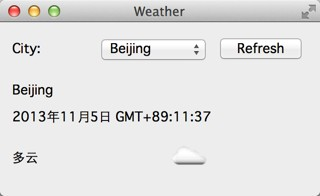 Weather
City: Beijing Refresh
Beijing
2013年11月5日 GMT+89:11:37
多云